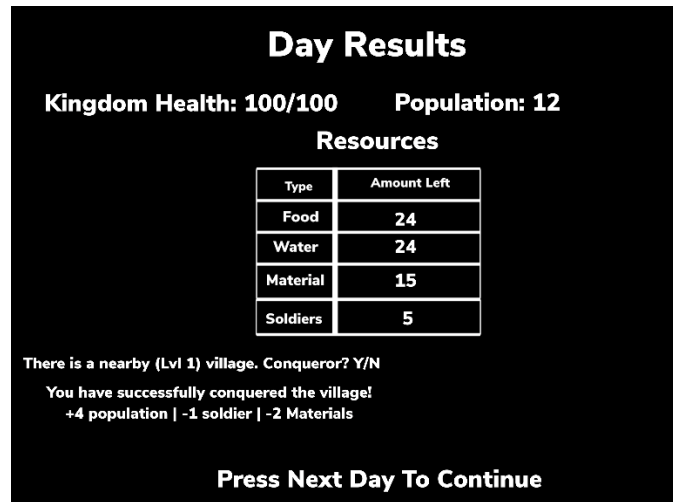 Day Results
Kingdom Health: 100/100 Population: 12
Resources
Type Amount Left
Food 24
Water 24
Material 15
Soldiers 5
There is a nearby (Lvl 1) village. Conqueror? Y/N
You have successfully conquered the village!
+4 population | -1 soldier | -2 Materials
Press Next Day To Continue